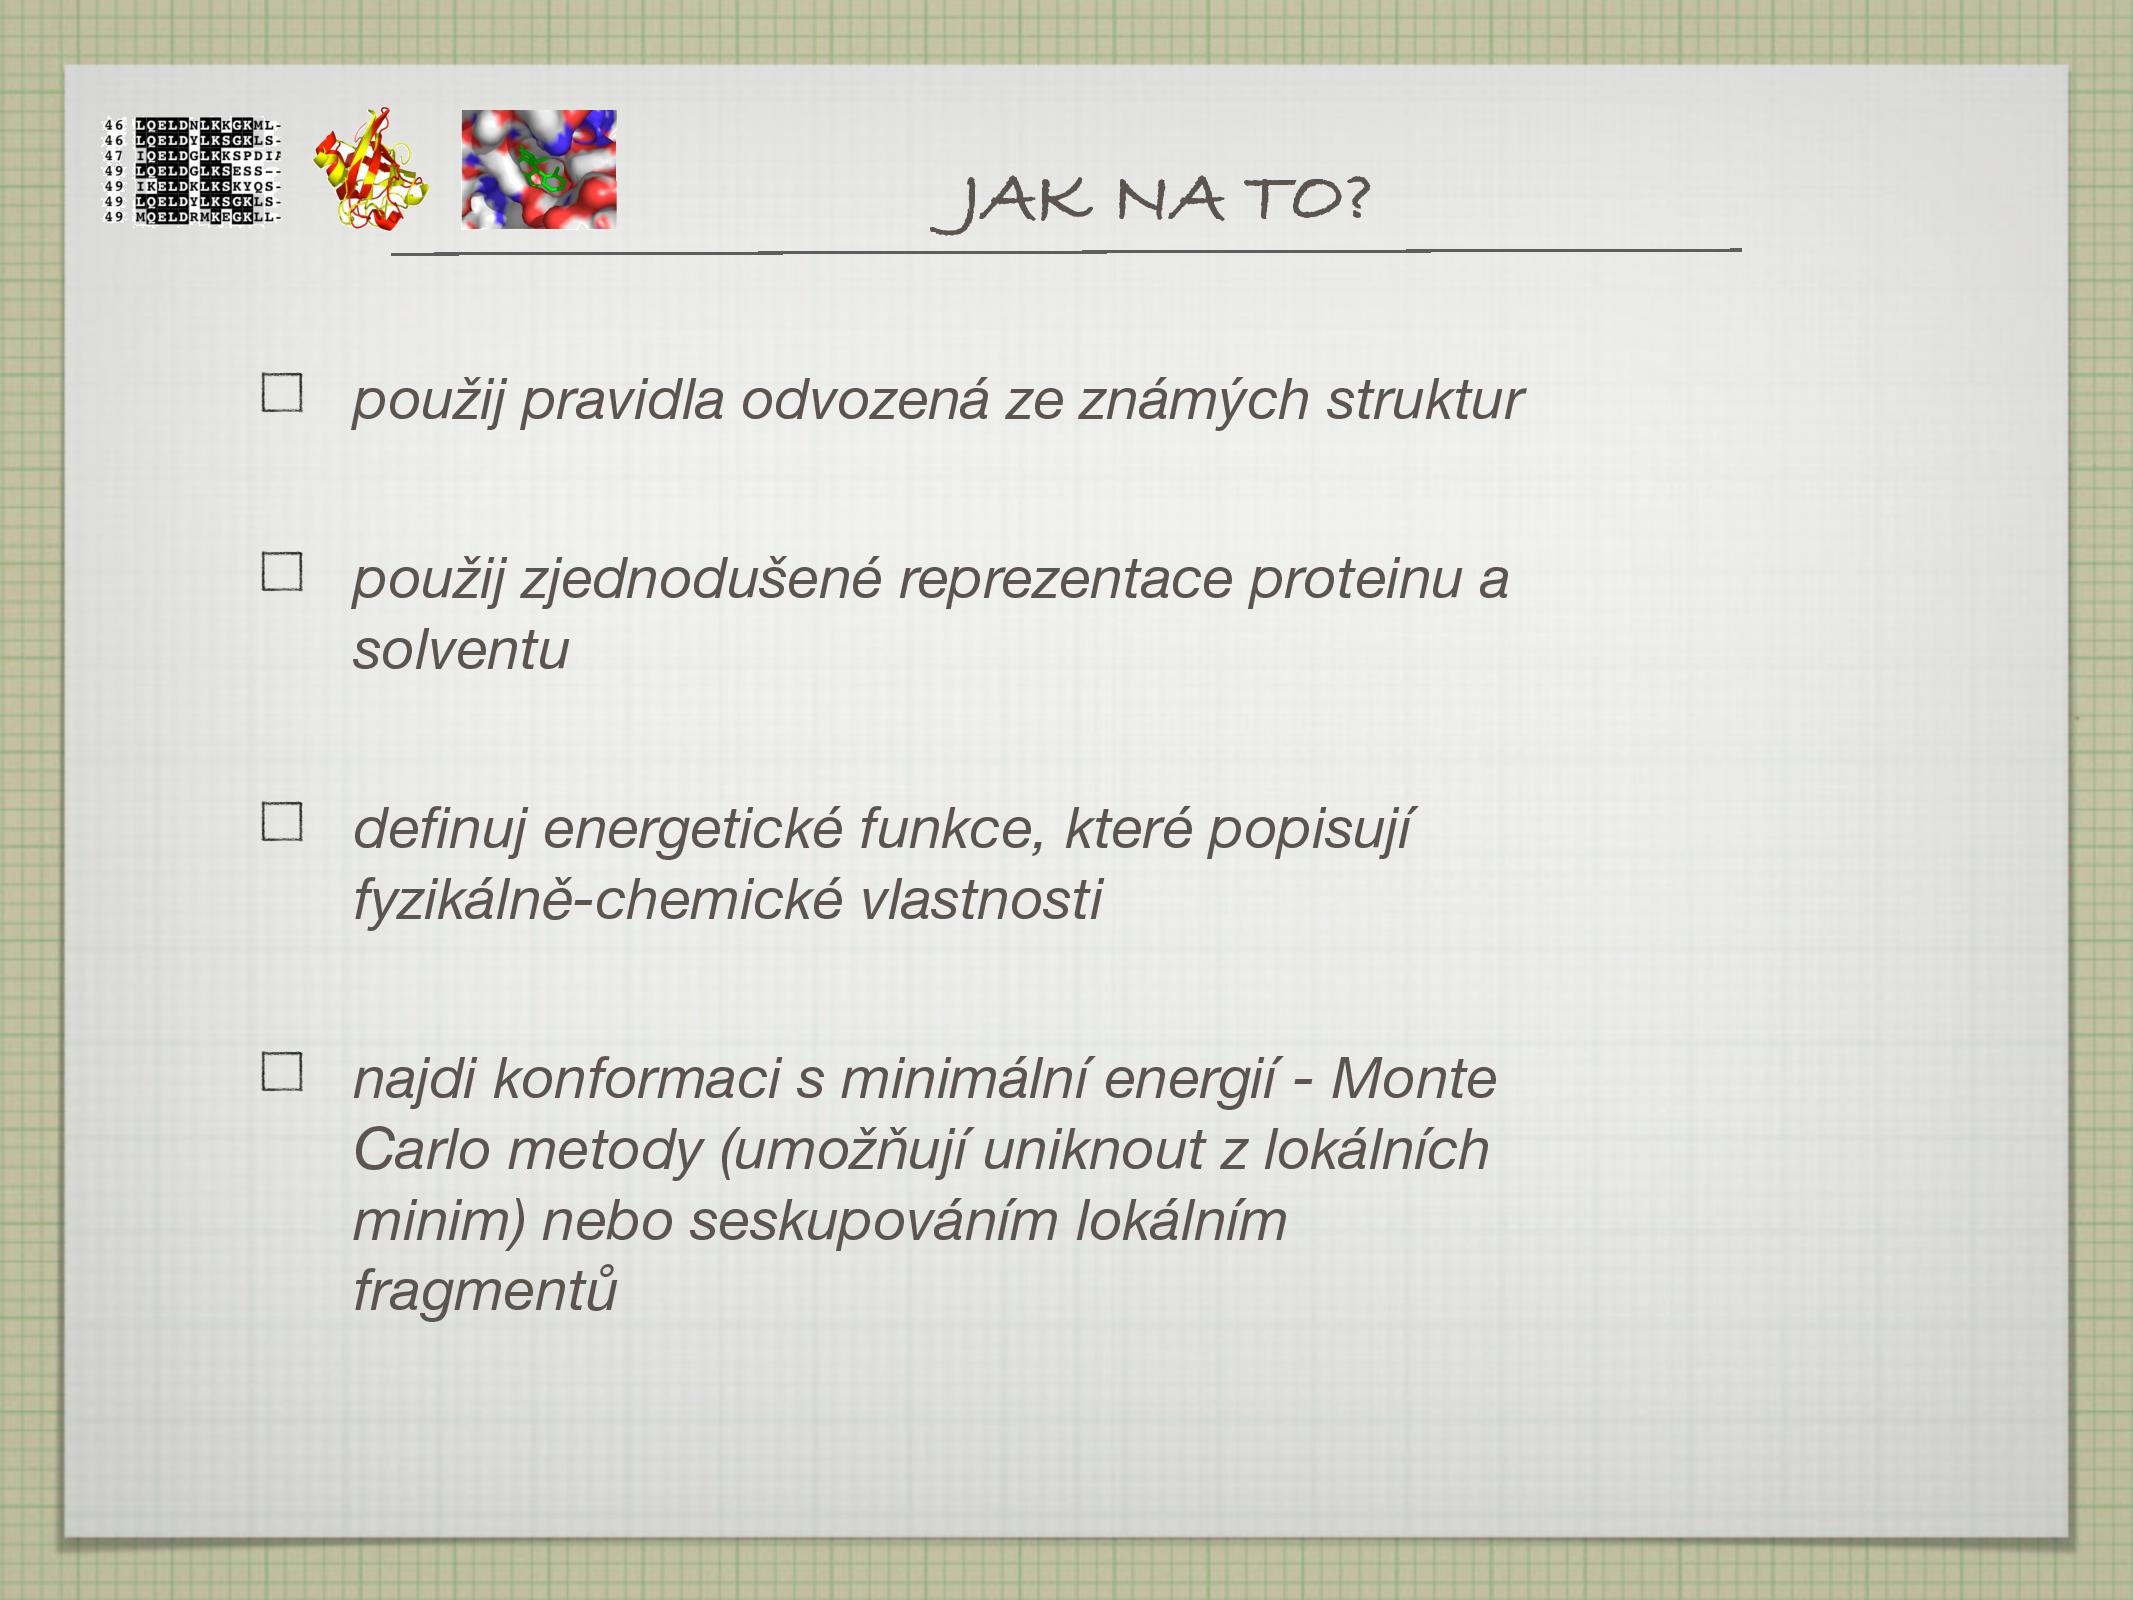 46 LQELDNLKKGKML-
46 LQELDYLKSGKLS-
47 IQELDGLKKSPDIA
49 LQELDGLKSESS--
49 IKELDKLKSKYQS-
49 LQELDYLKSGKLS-
49 MQELDRMKEGKLL-
JAK NA TO?
použij pravidla odvozená ze známých struktur
použij zjednodušené reprezentace proteinu a
solventu
definuj energetické funkce, které popisují
fyzikálně-chemické vlastnosti
najdi konformaci s minimální energií - Monte
Carlo metody (umožňují uniknout z lokálních
minim) nebo seskupováním lokálním
fragmentů